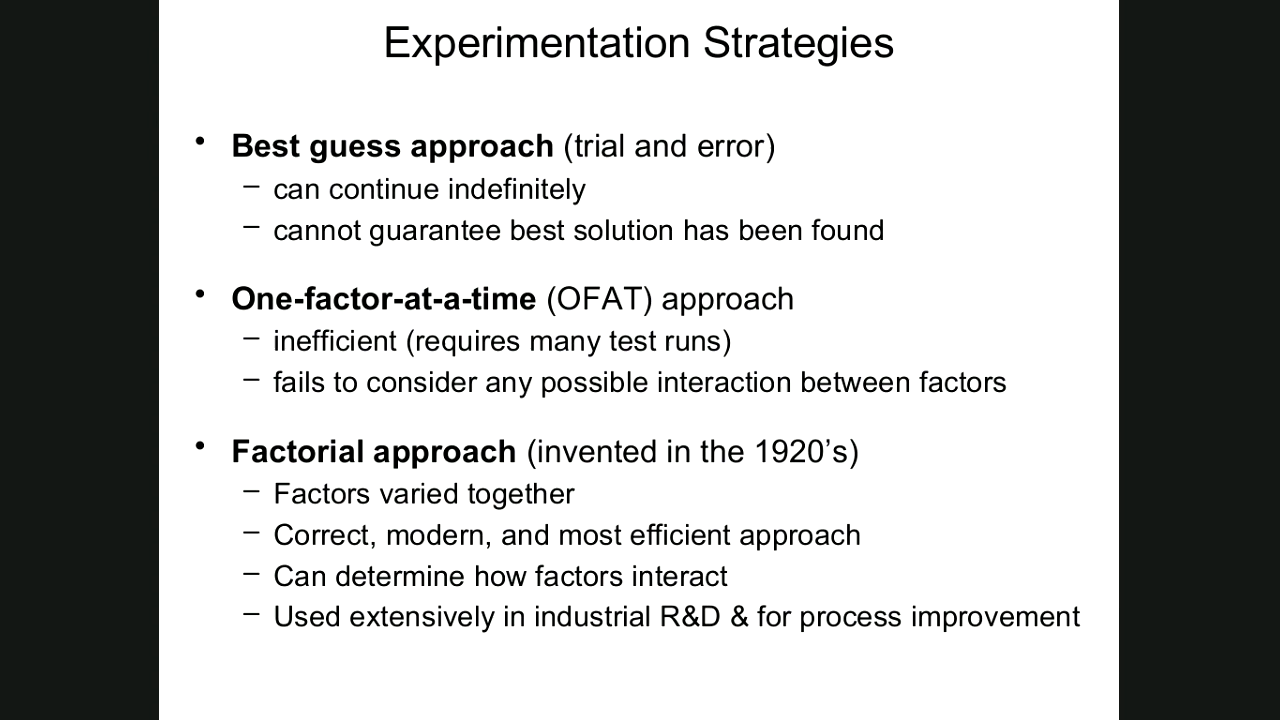 Experimentation Strategies
• Best guess approach (trial and error)
– can continue indefinitely
– cannot guarantee best solution has been found
• One-factor-at-a-time (OFAT) approach
– inefficient (requires many test runs)
– fails to consider any possible interaction between factors
• Factorial approach (invented in the 1920’s)
– Factors varied together
– Correct, modern, and most efficient approach
– Can determine how factors interact
– Used extensively in industrial R&D & for process improvement